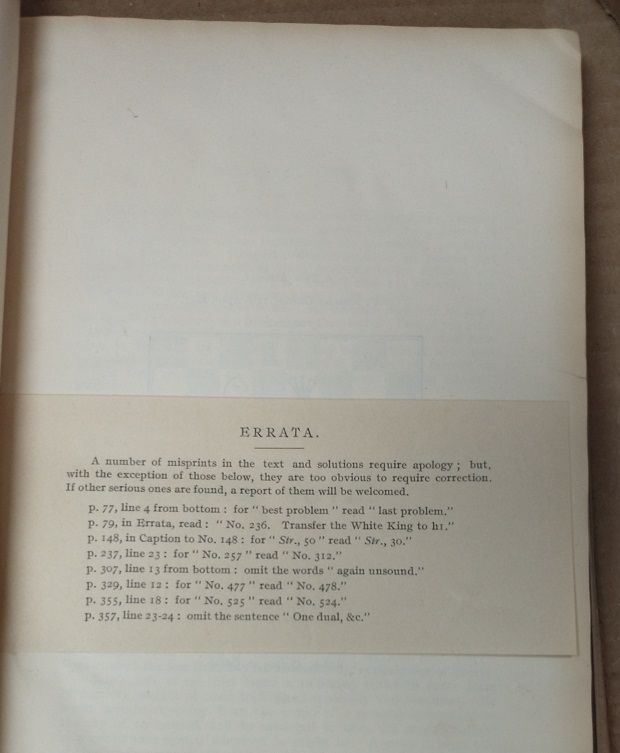 ERRATA.
A number of misprints in the text and solutions require apology ; but,
with the exception of those below, they are too obvious to require correction.
If other serious ones are found, a report of them will be welcomed.
p. 77, line 4 from bottom : for " best problem " read " last problem."
p. 79, in Errata, read : " No. 236. Transfer the White King to h1."
p. 148, in Caption to No. 148 : for " Str., 50 " read " Str., 30."
p. 237, line 23 : for " No. 257 " read " No. 312."
p. 307, line 13 from bottom : omit the words " again unsound."
p. 329, line 12 : for " No. 477 " read " No. 478."
p. 355, line 18 : for " No. 525 " read " No. 524."
p. 357, line 23-24 : omit the sentence " One dual, &c."